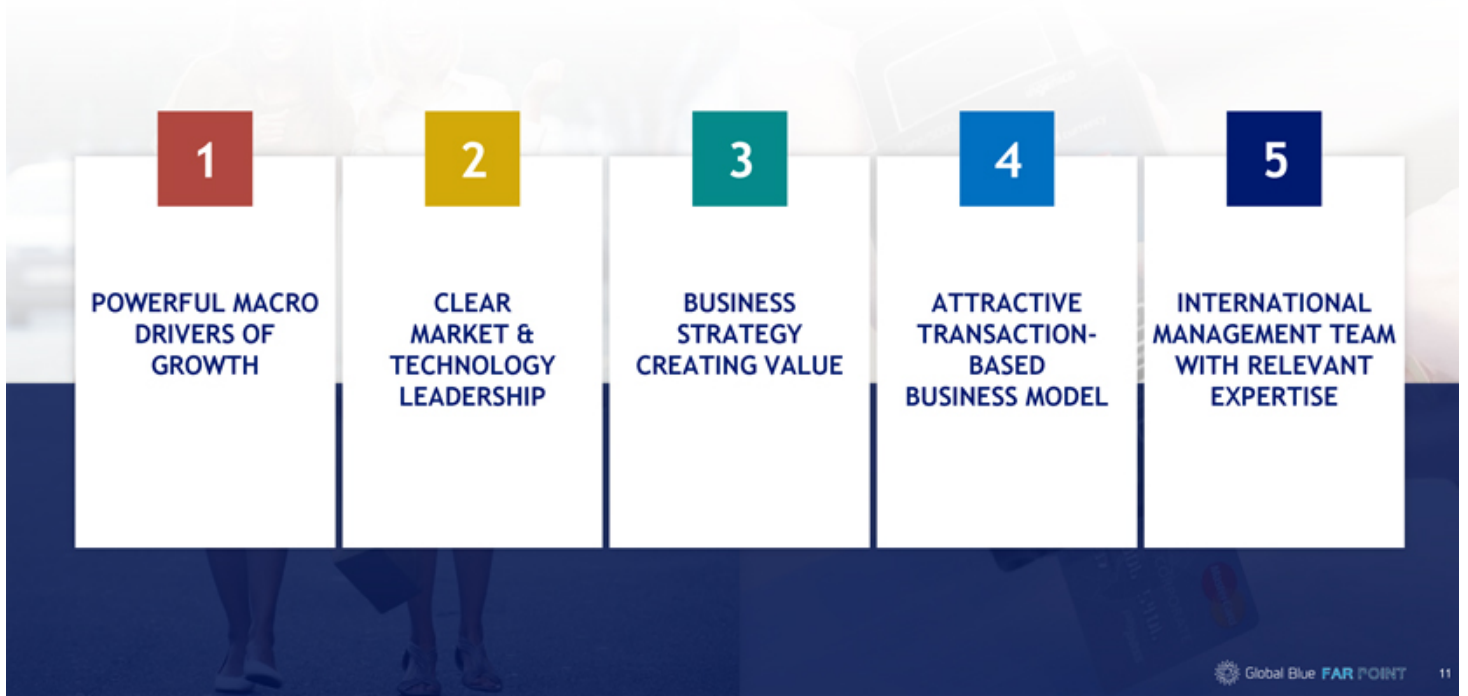 1
POWERFUL MACRO
DRIVERS OF
GROWTH
2
CLEAR
MARKET &
TECHNOLOGY
LEADERSHIP
3
BUSINESS
STRATEGY
CREATING VALUE
4
ATTRACTIVE
TRANSACTION-
BASED
BUSINESS MODEL
5
INTERNATIONAL
MANAGEMENT TEAM
WITH RELEVANT
EXPERTISE
Global Blue FAR POINT 11